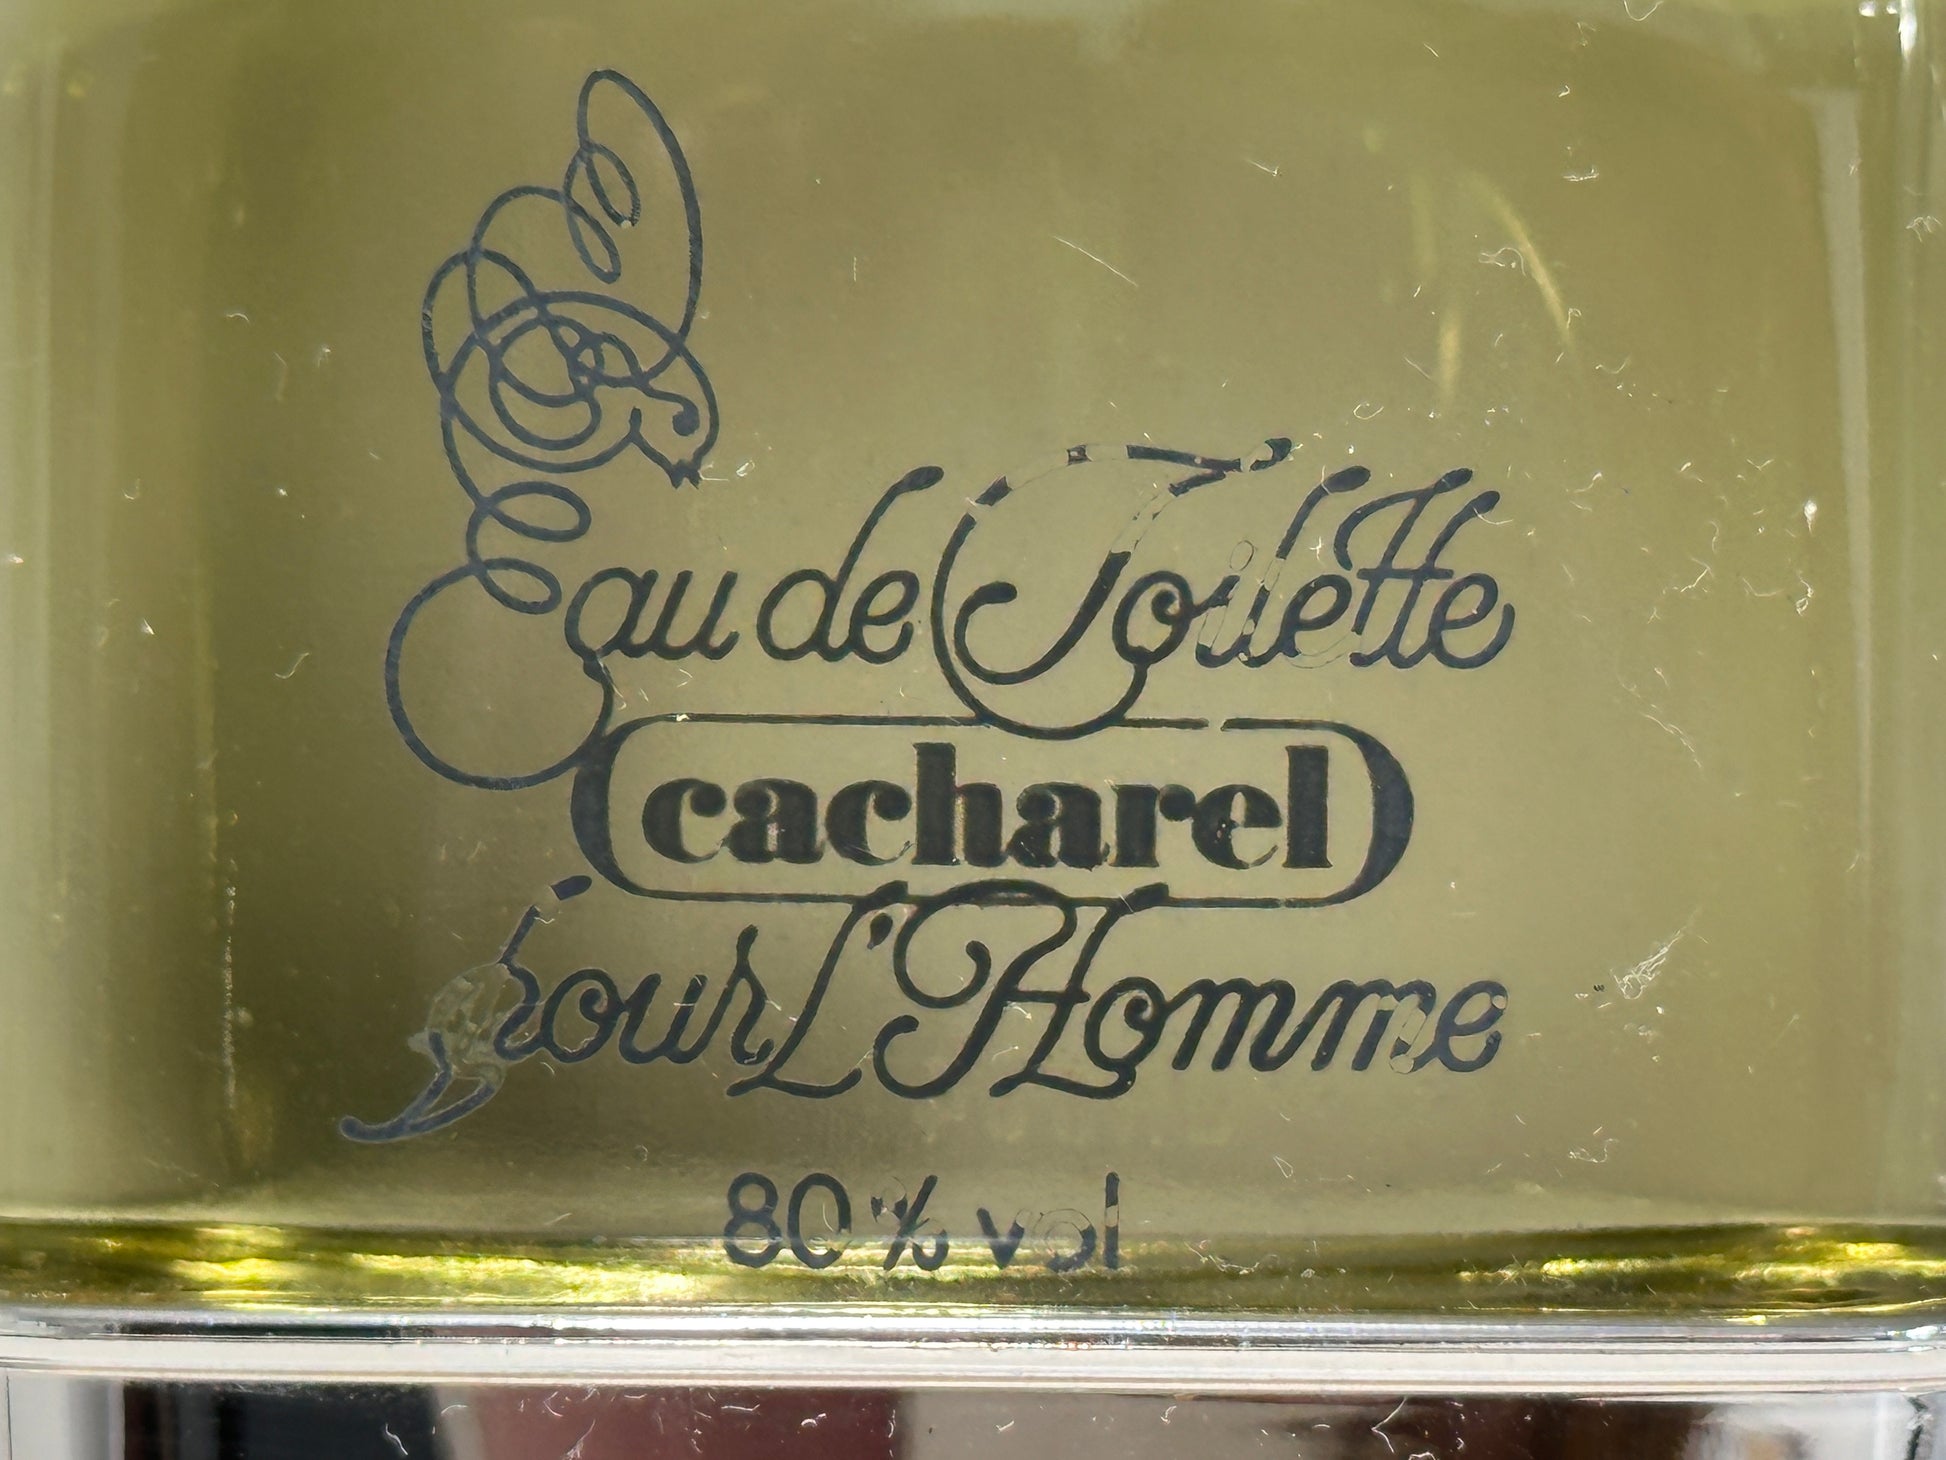 Eau de Toilette
cacharel
pour L'Homme
80% vol